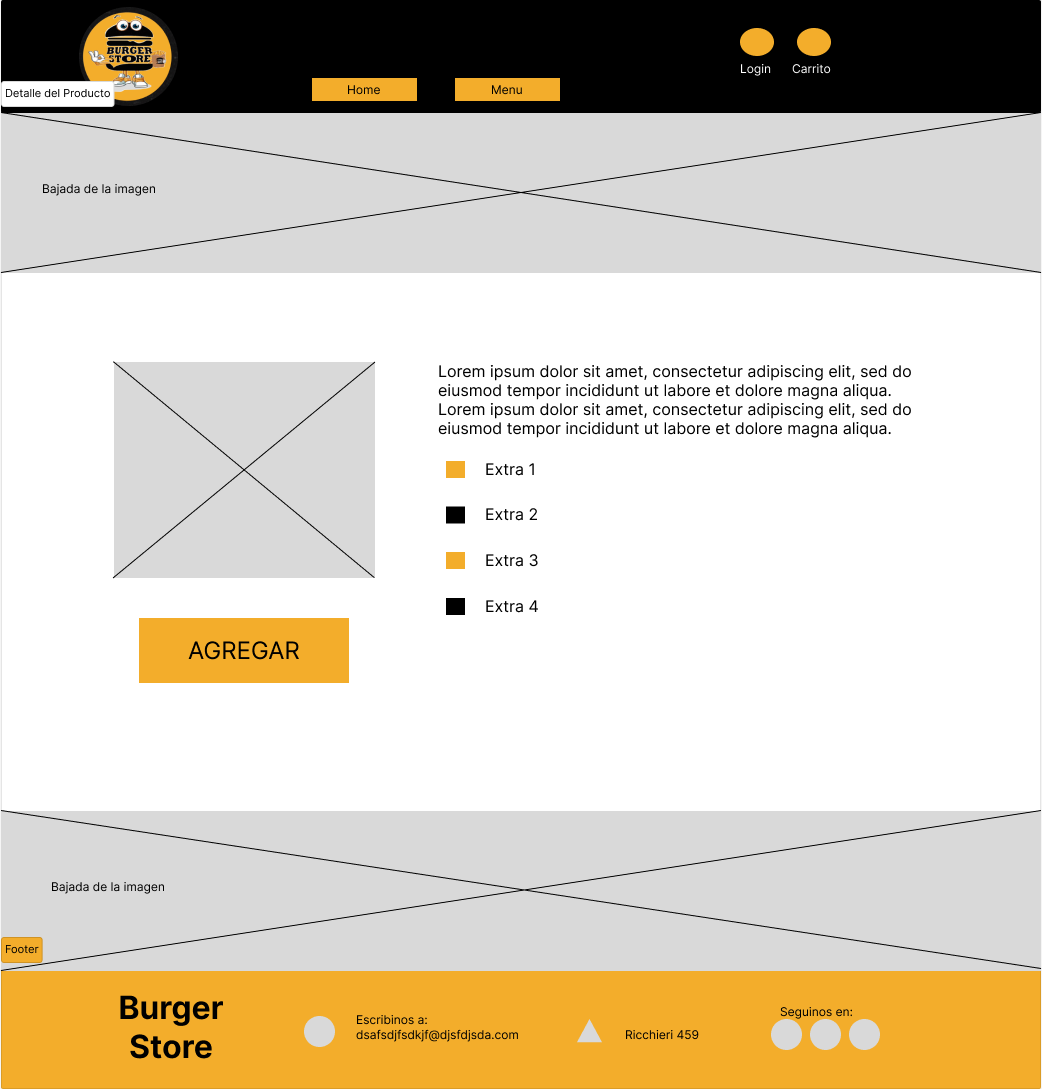 BURGER
STORE
Login
Carrito
Home
Menu
Detalle del Producto
Bajada de la imagen
Lorem ipsum dolor sit amet, consectetur adipiscing elit, sed do
eiusmod tempor incididunt ut labore et dolore magna aliqua.
Lorem ipsum dolor sit amet, consectetur adipiscing elit, sed do
eiusmod tempor incididunt ut labore et dolore magna aliqua.
Extra 1
Extra 2
Extra 3
Extra 4
AGREGAR
Bajada de la imagen
Footer
Burger
Store
Escribinos a:
dsafsdjfsdkjf@djsfdjsda.com
Ricchieri 459
Seguinos en: